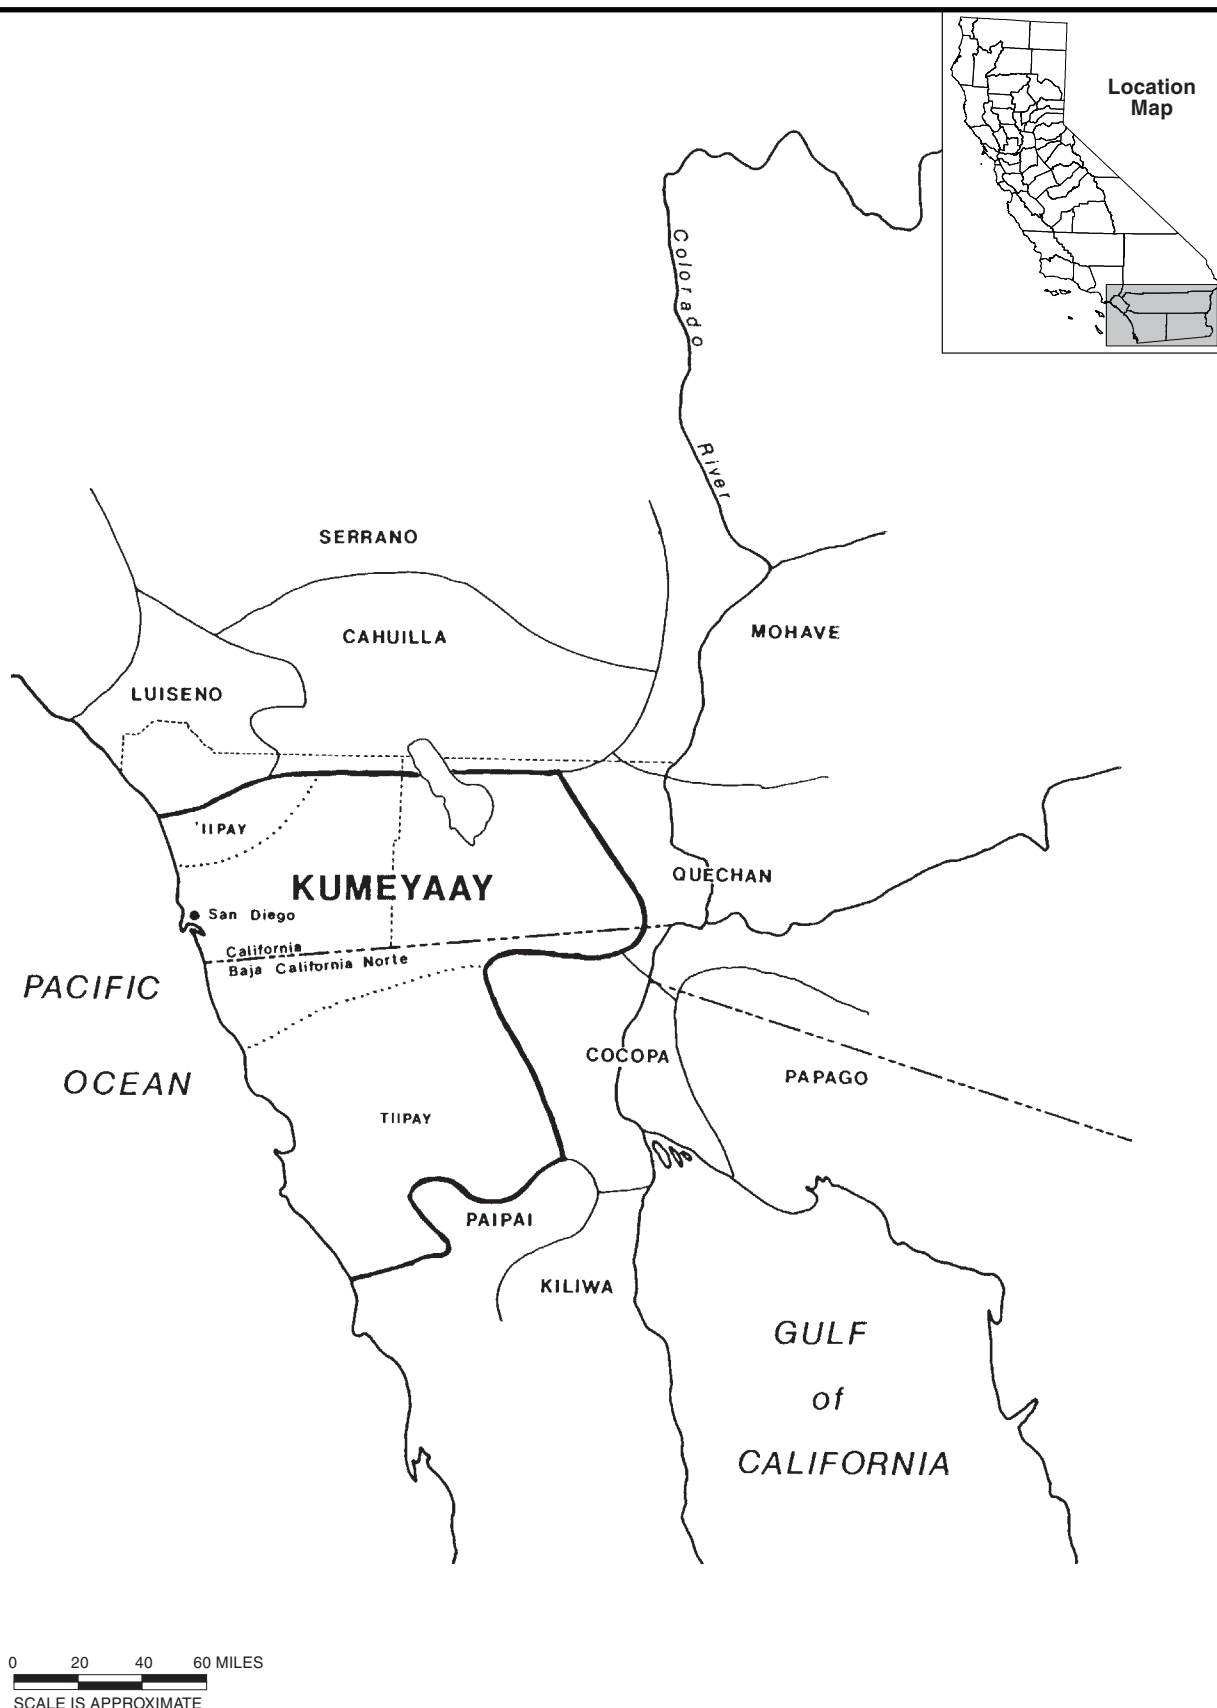 Location
Map
Colorado
River
SERRANO
CAHUILLA
MOHAVE
LUISENO
'IIPAY
KUMEYAAY
QUECHAN
San Diego
California
Baja California Norte
PACIFIC
OCEAN
COCOPA
PAPAGO
TIIPAY
PAIPAI
KILIWA
GULF
of
CALIFORNIA
0 20 40 60 MILES
SCALE IS APPROXIMATE